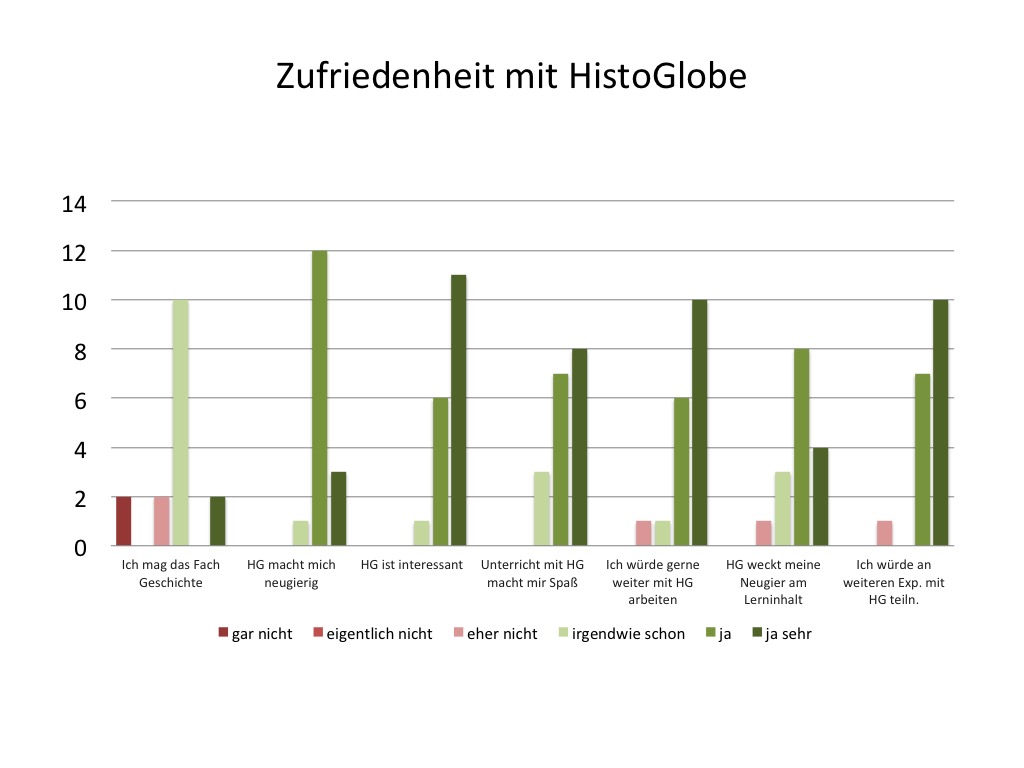 Zufriedenheit mit HistoGlobe
14
12
10
8
6
4
2
0
Ich mag das Fach
Geschichte
HG macht mich
neugierig
HG ist interessant
Unterricht mit HG
macht mir Spaß
Ich würde gerne
weiter mit HG
arbeiten
HG weckt meine
Neugier am
Lerninhalt
Ich würde an
weiteren Exp. mit
HG teiln.
gar nicht
eigentlich nicht
eher nicht
irgendwie schon
ja
ja sehr